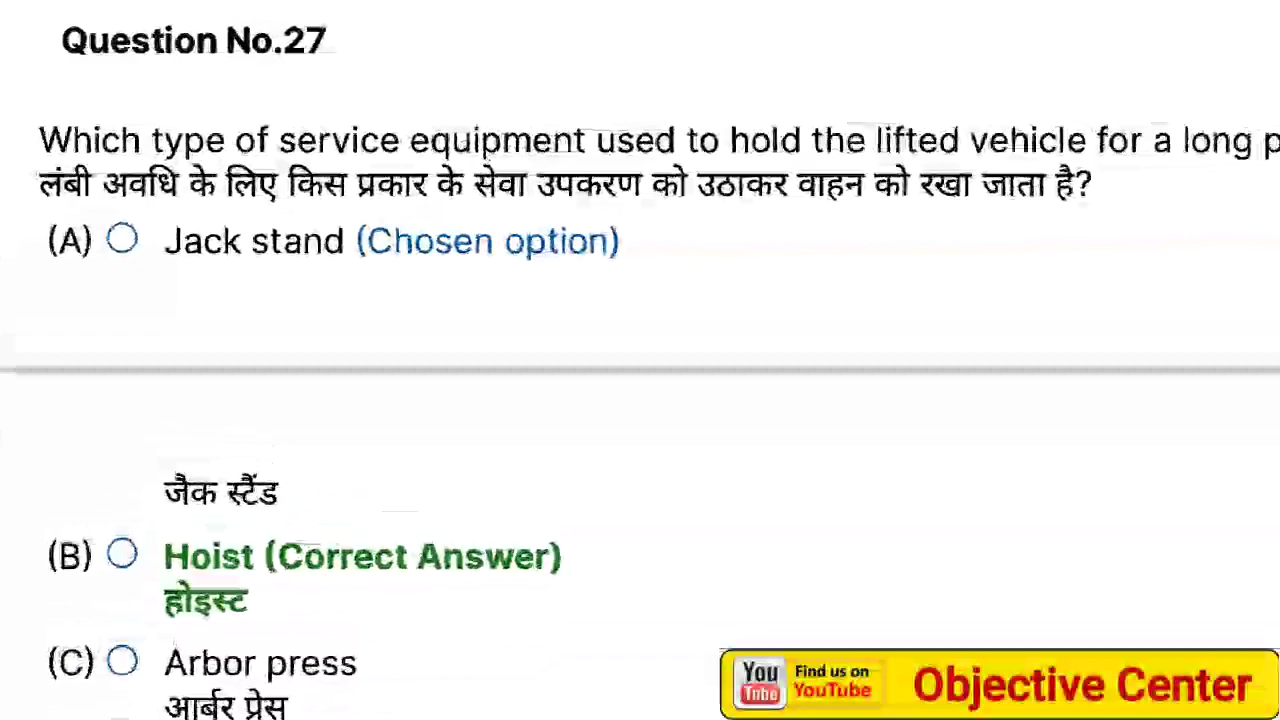 Question No.27
Which type of service equipment used to hold the lifted vehicle for a long p
लंबी अवधि के लिए किस प्रकार के सेवा उपकरण को उठाकर वाहन को रखा जाता है?
(A) Jack stand (Chosen option)
जैक स्टैंड
(B) Hoist (Correct Answer)
होइस्ट
(C) Arbor press
आर्बर प्रेस
You Tube Find us on YouTube Objective Center